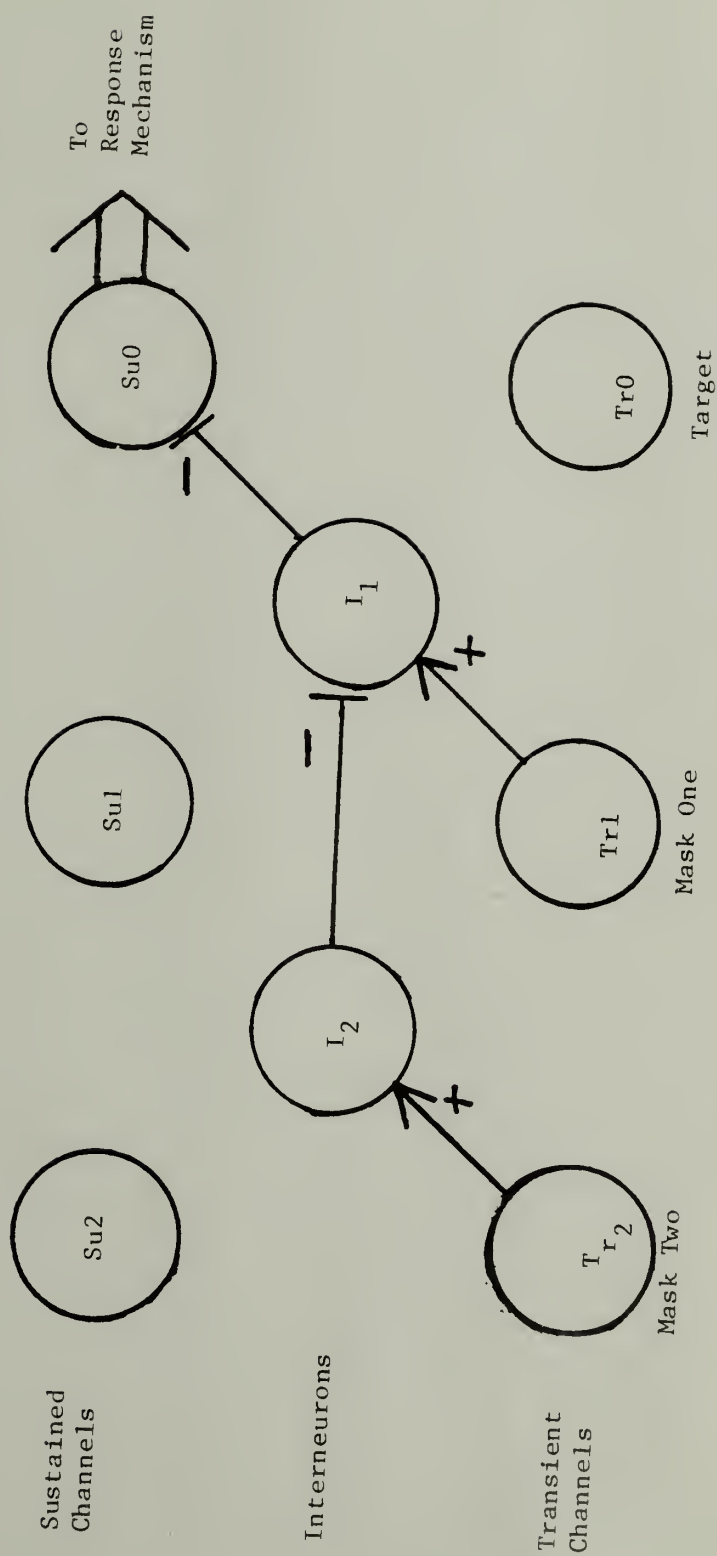 Sustained
Channels
Su2
Su1
Su0
To
Response
Mechanism
−
−
Interneurons
I2
I1
+
+
Transient
Channels
Tr2
Tr1
Tr0
Mask Two
Mask One
Target